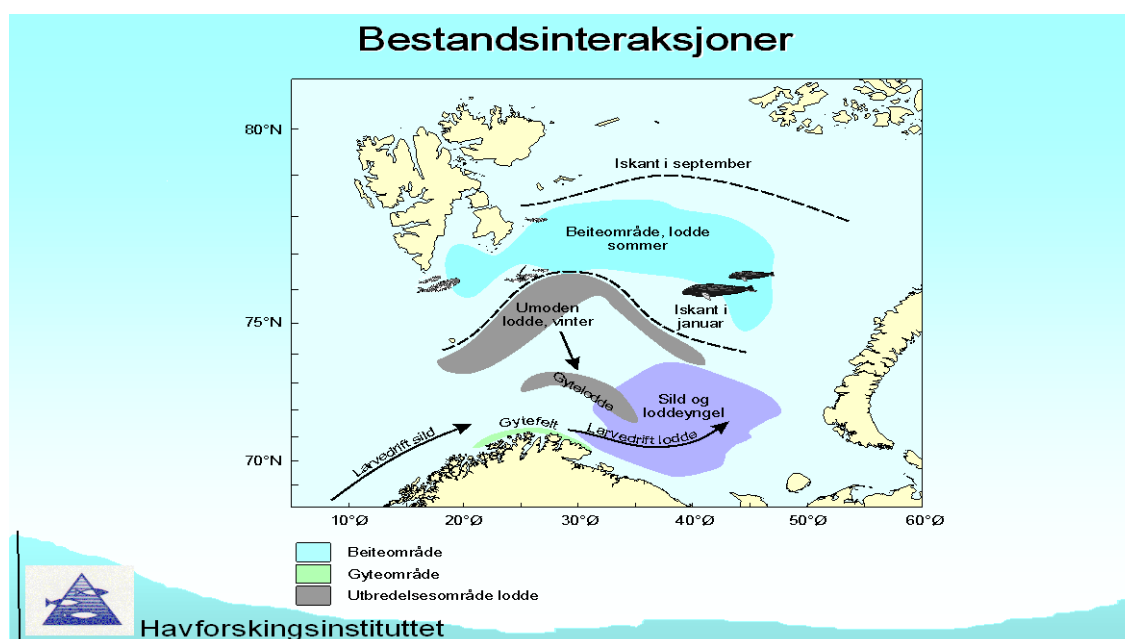 Bestandsinteraksjoner
80°N
75°N
70°N
Iskant i september
Beiteområde, lodde
sommer
Umoden
lodde, vinter
Iskant i
januar
Gytelodde
Sild og
loddeyngel
Gytefelt
Larvedrift sild
Larvedrift lodde
10°Ø
20°Ø
30°Ø
40°Ø
50°Ø
60°Ø
Beiteområde
Gyteområde
Utbredelsesområde lodde
Havforskingsinstituttet